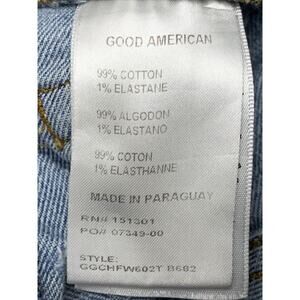 GOOD AMERICAN
99% COTTON
1% ELASTANE
99% ALGODON
1% ELASTANO
99% COTON
1% ELASTHANNE
MADE IN PARAGUAY
RN# 151301
PO# 07349-00
STYLE:
GGCHFW602T B682